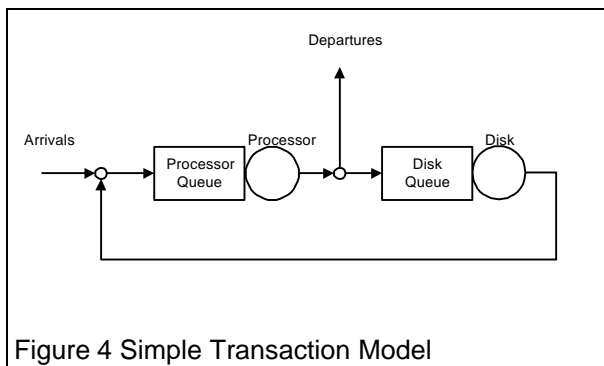 Departures
Arrivals
Processor
Disk
Processor
Queue
Disk
Queue
Figure 4 Simple Transaction Model